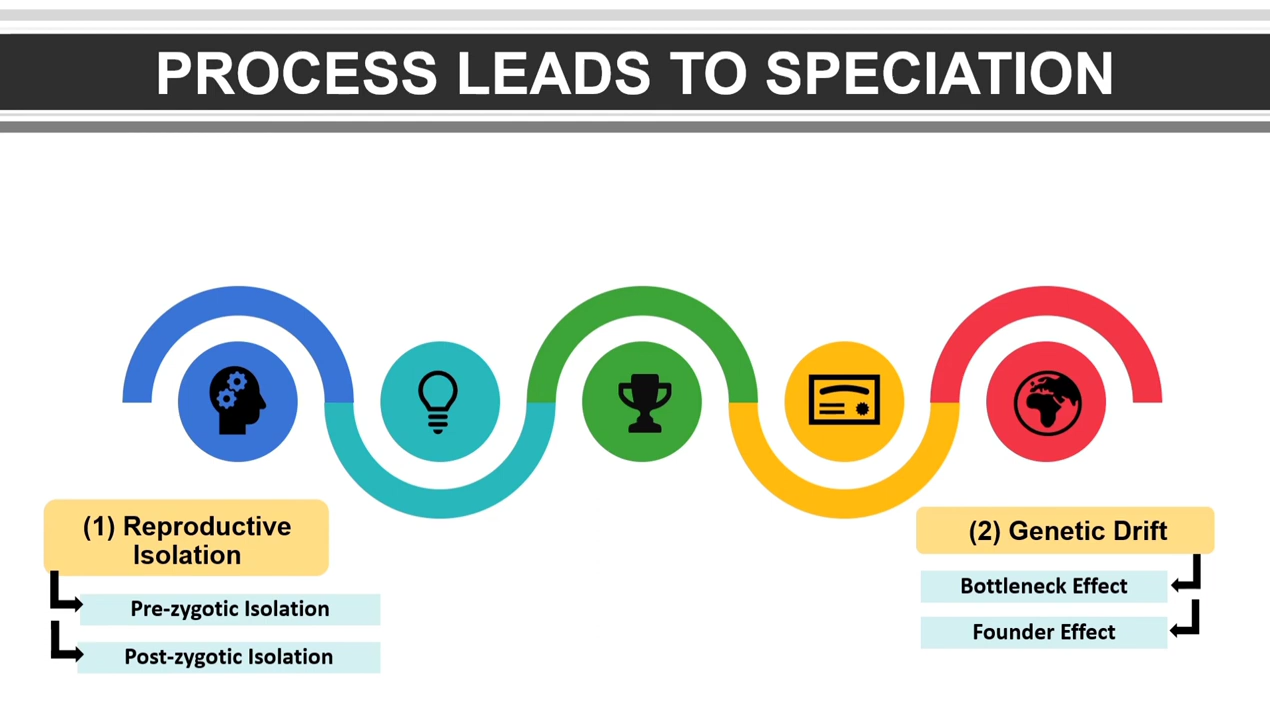 PROCESS LEADS TO SPECIATION
(1) Reproductive
Isolation
Pre-zygotic Isolation
Post-zygotic Isolation
(2) Genetic Drift
Bottleneck Effect
Founder Effect